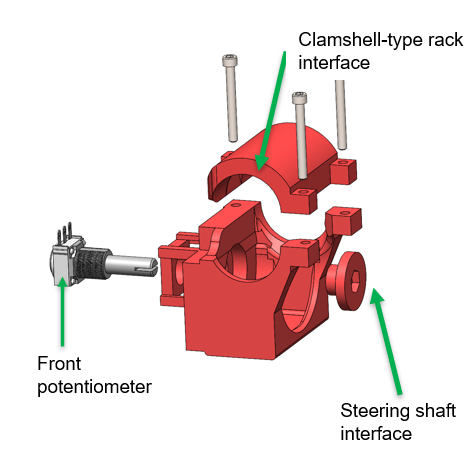 Clamshell-type rack
interface
Front
potentiometer
Steering shaft
interface